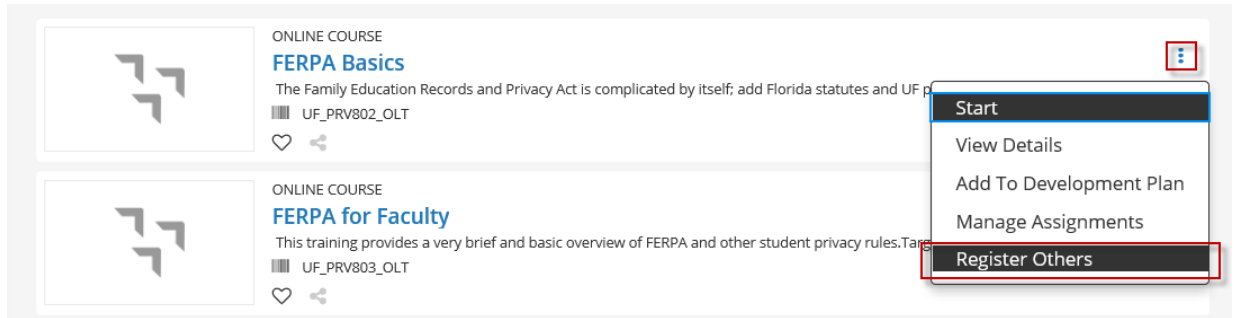 ONLINE COURSE
FERPA Basics
The Family Education Records and Privacy Act is complicated by itself; add Florida statutes and UF p
UF_PRV802_OLT
Start
View Details
Add To Development Plan
Manage Assignments
Register Others
ONLINE COURSE
FERPA for Faculty
This training provides a very brief and basic overview of FERPA and other student privacy rules.Targ
UF_PRV803_OLT